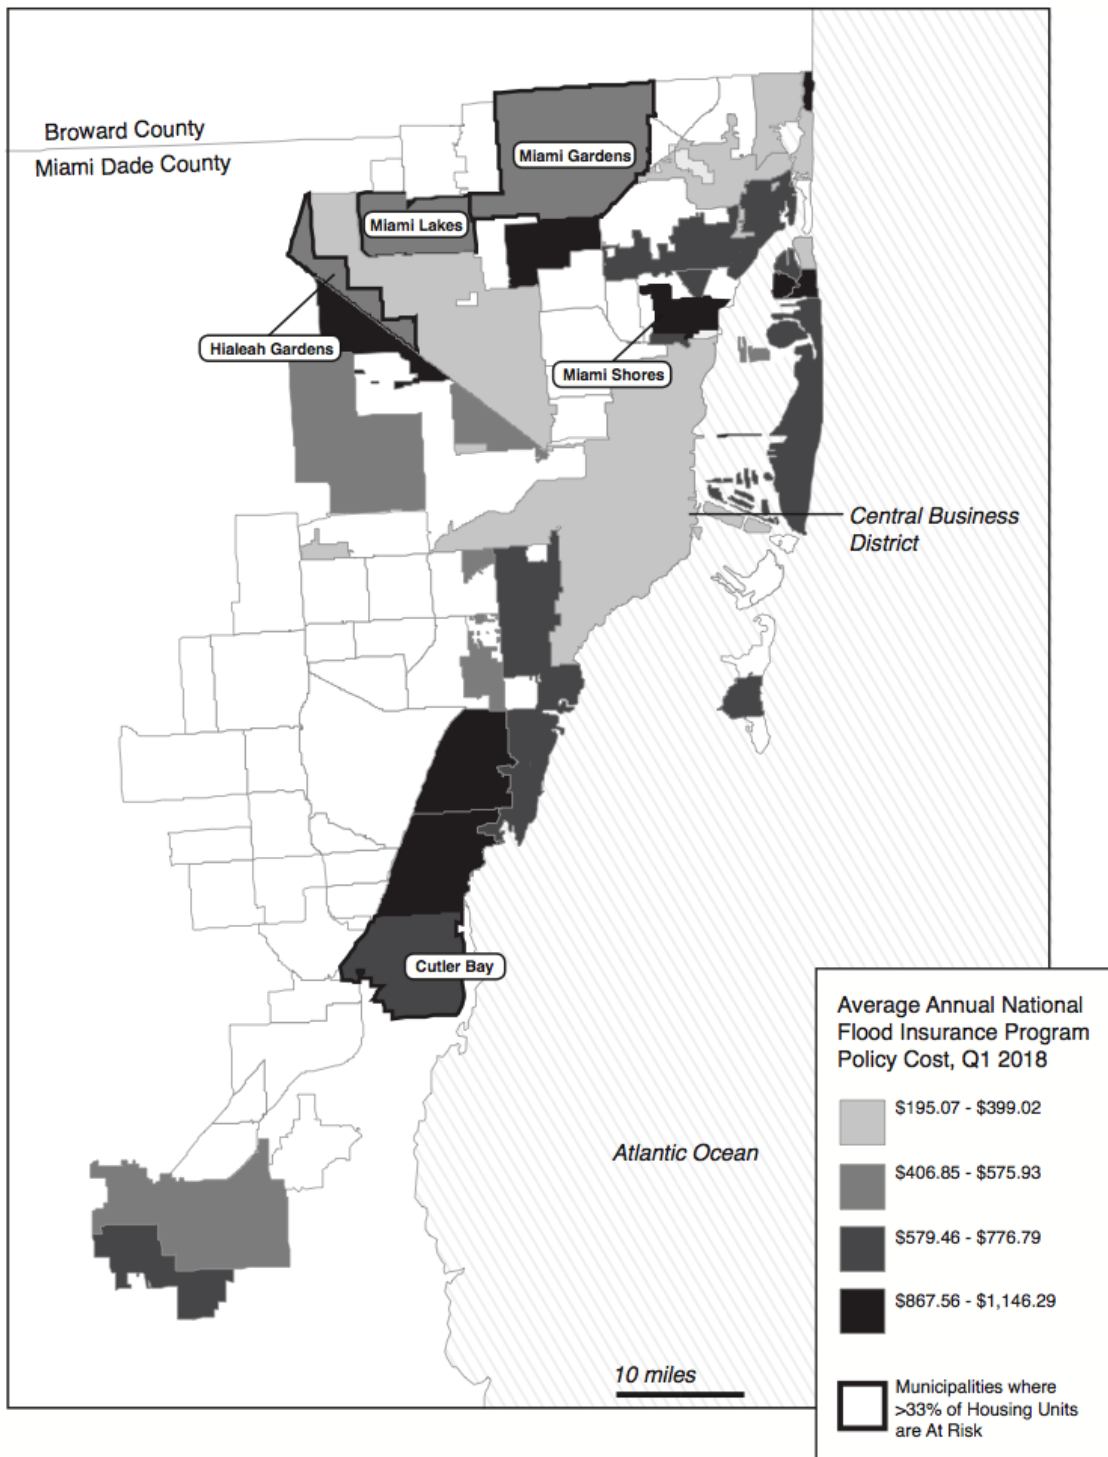 Broward County
Miami Dade County
Miami Gardens
Miami Lakes
Hialeah Gardens
Miami Shores
Central Business
District
Cutler Bay
Atlantic Ocean
10 miles
Average Annual National
Flood Insurance Program
Policy Cost, Q1 2018
$195.07 - $399.02
$406.85 - $575.93
$579.46 - $776.79
$867.56 - $1,146.29
Municipalities where
>33% of Housing Units
are At Risk